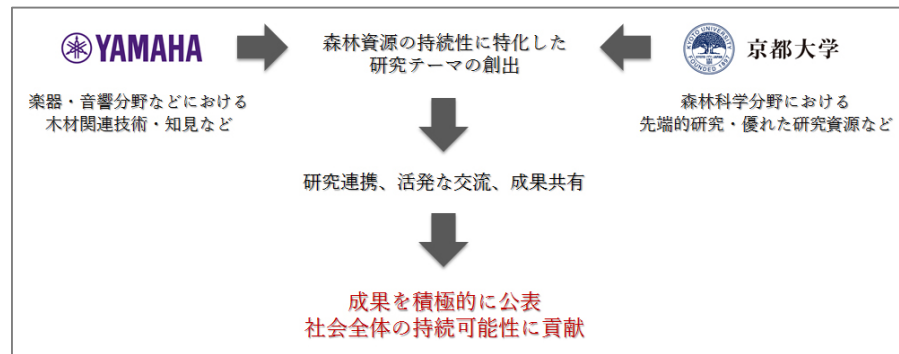 YAMAHA
楽器・音響分野などにおける
木材関連技術・知見など
森林資源の持続性に特化した
研究テーマの創出
KYOTO UNIVERSITY
FOUNDED 1897
京都大学
森林科学分野における
先端的研究・優れた研究資源など
研究連携、活発な交流、成果共有
成果を積極的に公表
社会全体の持続可能性に貢献